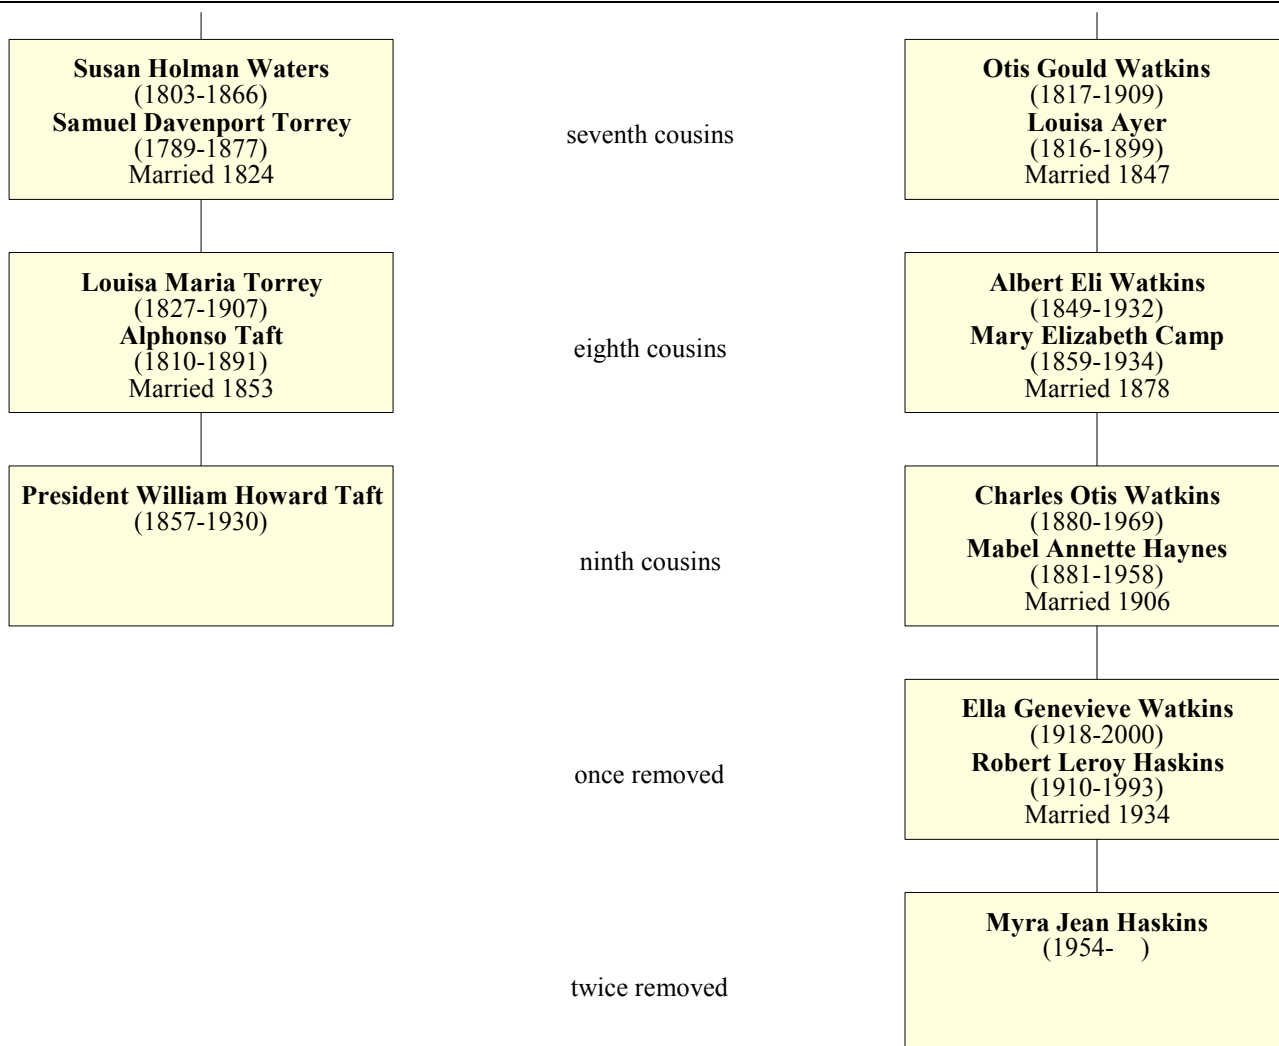 Susan Holman Waters
(1803-1866)
Samuel Davenport Torrey
(1789-1877)
Married 1824
seventh cousins
Otis Gould Watkins
(1817-1909)
Louisa Ayer
(1816-1899)
Married 1847
Louisa Maria Torrey
(1827-1907)
Alphonso Taft
(1810-1891)
Married 1853
eighth cousins
Albert Eli Watkins
(1849-1932)
Mary Elizabeth Camp
(1859-1934)
Married 1878
President William Howard Taft
(1857-1930)
ninth cousins
Charles Otis Watkins
(1880-1969)
Mabel Annette Haynes
(1881-1958)
Married 1906
once removed
Ella Genevieve Watkins
(1918-2000)
Robert Leroy Haskins
(1910-1993)
Married 1934
twice removed
Myra Jean Haskins
(1954-    )